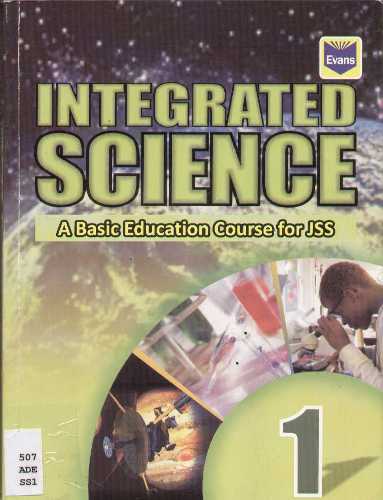 Evans
INTEGRATED
SCIENCE
A Basic Education Course for JSS
1
507
ADE
SS1